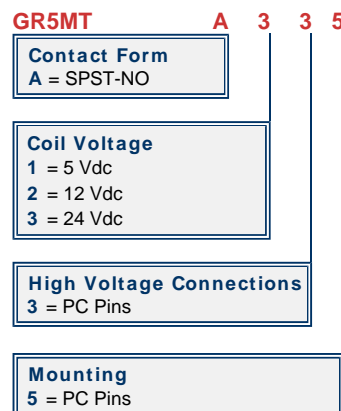 GR5MT A 3 3 5
Contact Form
A = SPST-NO
Coil Voltage
1 = 5 Vdc
2 = 12 Vdc
3 = 24 Vdc
High Voltage Connections
3 = PC Pins
Mounting
5 = PC Pins